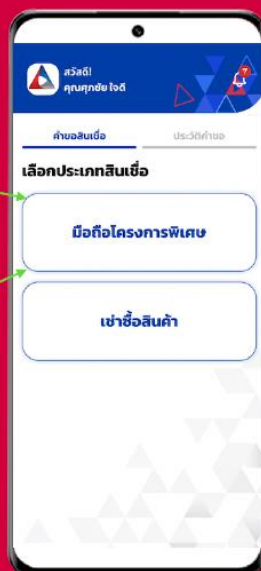 สวัสดี!
คุณศุภชัย ใจดี
7
คำขอสินเชื่อ
ประวัติคำขอ
เลือกประเภทสินเชื่อ
มือถือโครงการพิเศษ
เช่าซื้อสินค้า